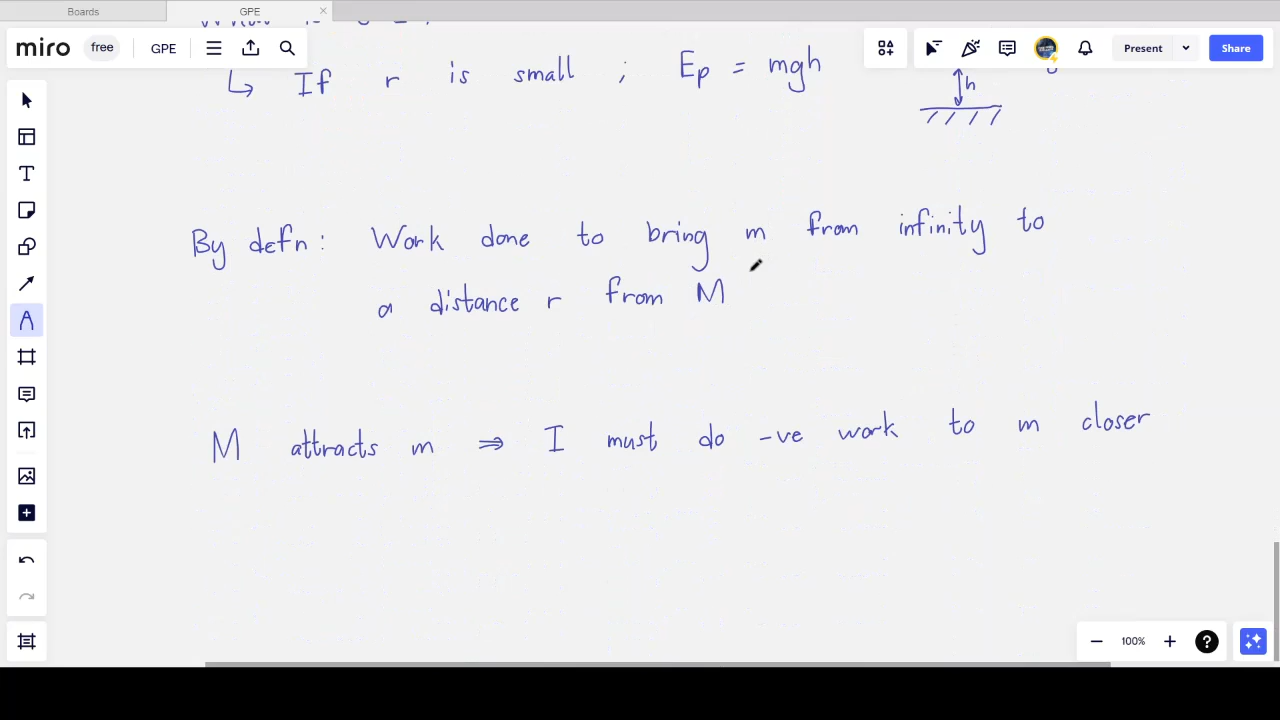 Boards
GPE
miro free GPE
Present
Share
If r is small ; Ep = mgh
h
By defn : Work done to bring m from infinity to
a distance r from M
M attracts m ⇒ I must do -ve work to m closer
100%